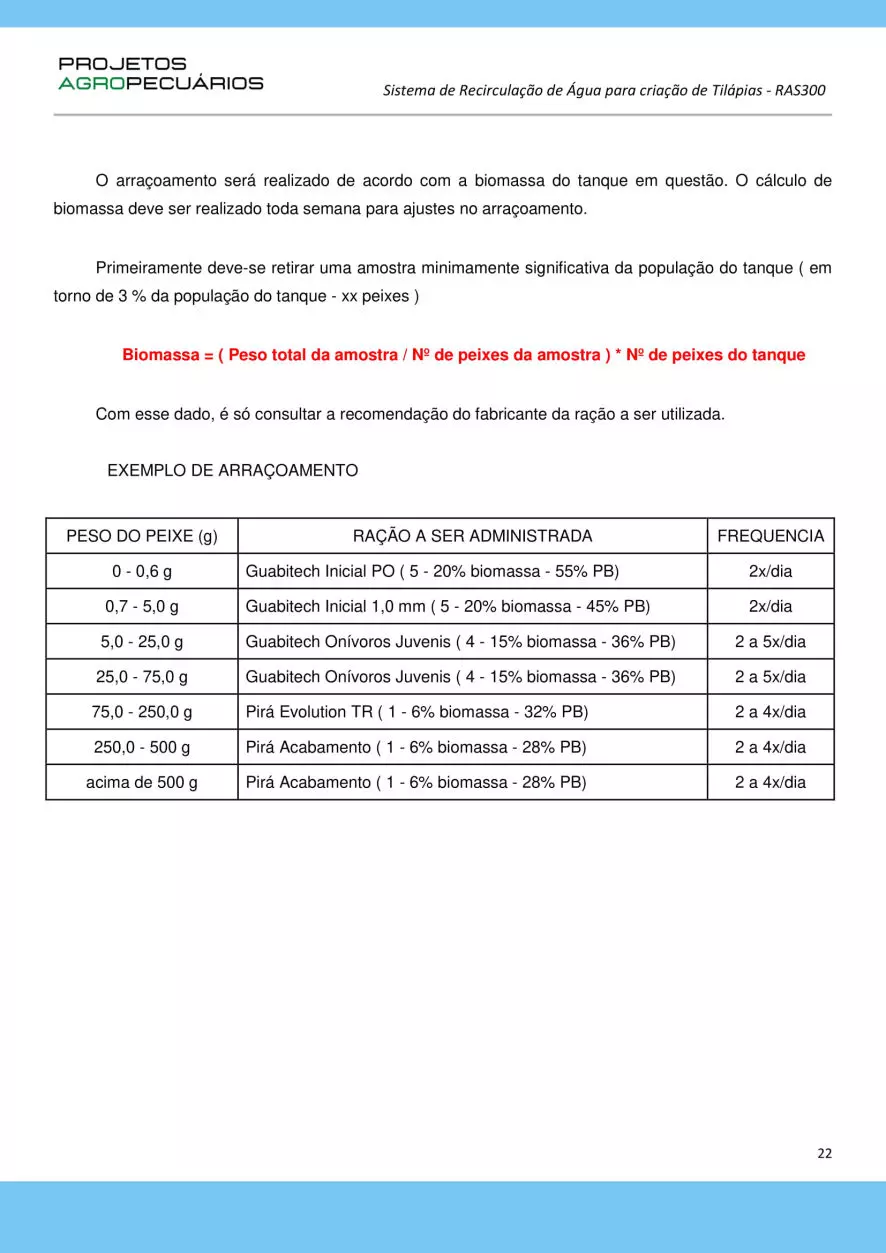 PROJETOS
AGROPECUÁRIOS
Sistema de Recirculação de Água para criação de Tilápias - RAS300
O arraçoamento será realizado de acordo com a biomassa do tanque em questão. O cálculo de
biomassa deve ser realizado toda semana para ajustes no arraçoamento.
Primeiramente deve-se retirar uma amostra minimamente significativa da população do tanque ( em
torno de 3 % da população do tanque - xx peixes )
Biomassa = ( Peso total da amostra / Nº de peixes da amostra ) * Nº de peixes do tanque
Com esse dado, é só consultar a recomendação do fabricante da ração a ser utilizada.
EXEMPLO DE ARRAÇOAMENTO
PESO DO PEIXE (g) RAÇÃO A SER ADMINISTRADA FREQUENCIA
0 - 0,6 g Guabitech Inicial PO ( 5 - 20% biomassa - 55% PB) 2x/dia
0,7 - 5,0 g Guabitech Inicial 1,0 mm ( 5 - 20% biomassa - 45% PB) 2x/dia
5,0 - 25,0 g Guabitech Onívoros Juvenis ( 4 - 15% biomassa - 36% PB) 2 a 5x/dia
25,0 - 75,0 g Guabitech Onívoros Juvenis ( 4 - 15% biomassa - 36% PB) 2 a 5x/dia
75,0 - 250,0 g Pirá Evolution TR ( 1 - 6% biomassa - 32% PB) 2 a 4x/dia
250,0 - 500 g Pirá Acabamento ( 1 - 6% biomassa - 28% PB) 2 a 4x/dia
acima de 500 g Pirá Acabamento ( 1 - 6% biomassa - 28% PB) 2 a 4x/dia
22